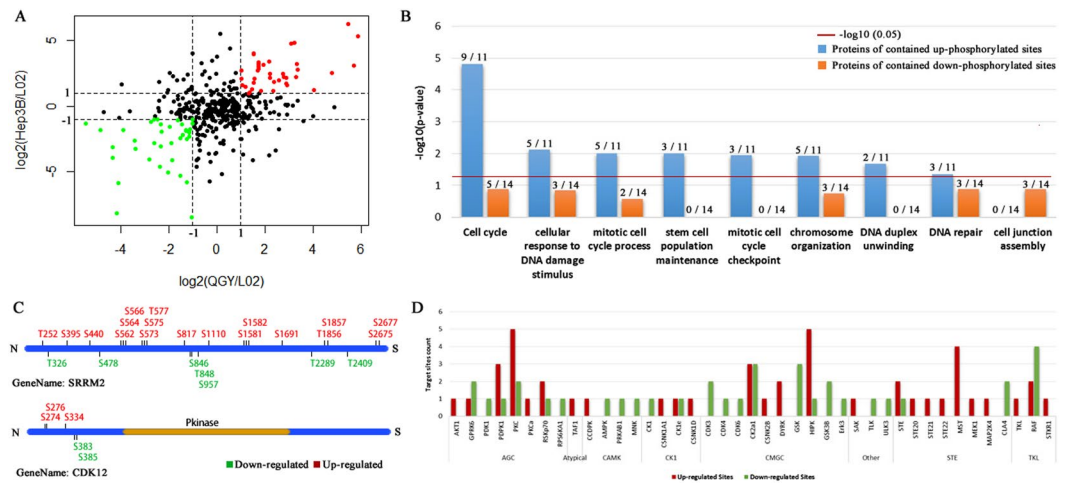 A
log2(Hep3B/L02)
5
1
0
-1
-5
-4 -2 -1 0 1 2 4 6
log2(QGY/L02)
B
-log10(p-value)
6
5
4
3
2
1
0
-log10 (0.05)
Proteins of contained up-phosphorylated sites
Proteins of contained down-phosphorylated sites
9 / 11
5 / 14
5 / 11
3 / 14
5 / 11
2 / 14
3 / 11
0 / 14
3 / 11
0 / 14
5 / 11
3 / 14
2 / 11
0 / 14
3 / 11
3 / 14
0 / 14
3 / 14
Cell cycle
cellular response to DNA damage stimulus
mitotic cell cycle process
stem cell population maintenance
mitotic cell cycle checkpoint
chromosome organization
DNA duplex unwinding
DNA repair
cell junction assembly
C
S566 T577
S564 S575
S1582 S1857 S2677
T252 S395 S440 S562 S573 S817 S1110 S1581 S1691 T1856 S2675
N S
T326 S478 S846 T2289 T2409
T848
S957
GeneName: SRRM2
S276
S274 S334
Pkinase
N S
S383
S385
GeneName: CDK12
Down-regulated Up-regulated
D
Target sites count
6
5
4
3
2
1
0
AKT1
GPRK6
PDK1
PDPK1
PKC
PKCa
RSKp70
RPS6KA1
TAF1
CCDPK
AMPK
PRKAB1
MNK
CK1
CSNK1A1
CK1e
CSNK1D
CDK3
CDK4
CDK6
CK2a1
CSNK2B
DYRK
GSK
HIPK
GSK3B
Erk3
SAK
TLK
ULK3
STE
STE20
STE21
STE22
MST
MEK1
MAP2K4
CLA4
TKL
RAF
STKR1
AGC
Atypical
CAMK
CK1
CMGC
Other
STE
TKL
Up-regulated Sites Down-regulated Sites